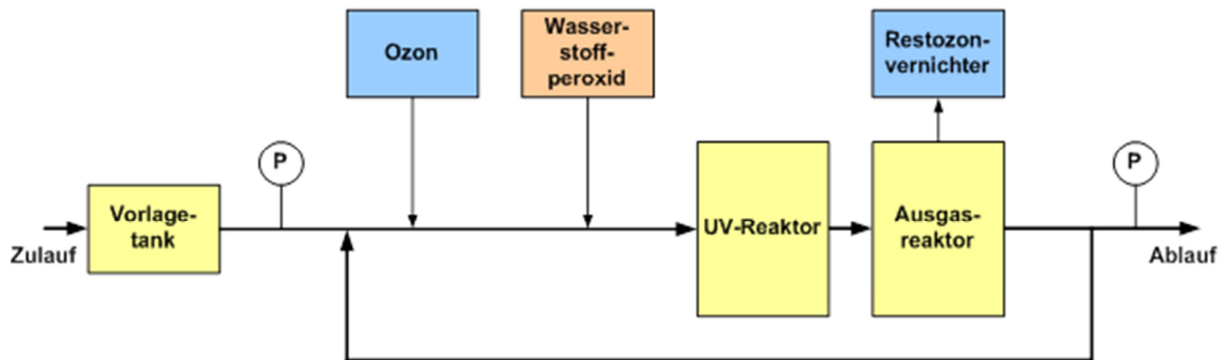 Ozon
Wasser-
stoff-
peroxid
Restozon-
vernichter
P
P
Vorlage-
tank
UV-Reaktor
Ausgas-
reaktor
Zulauf
Ablauf